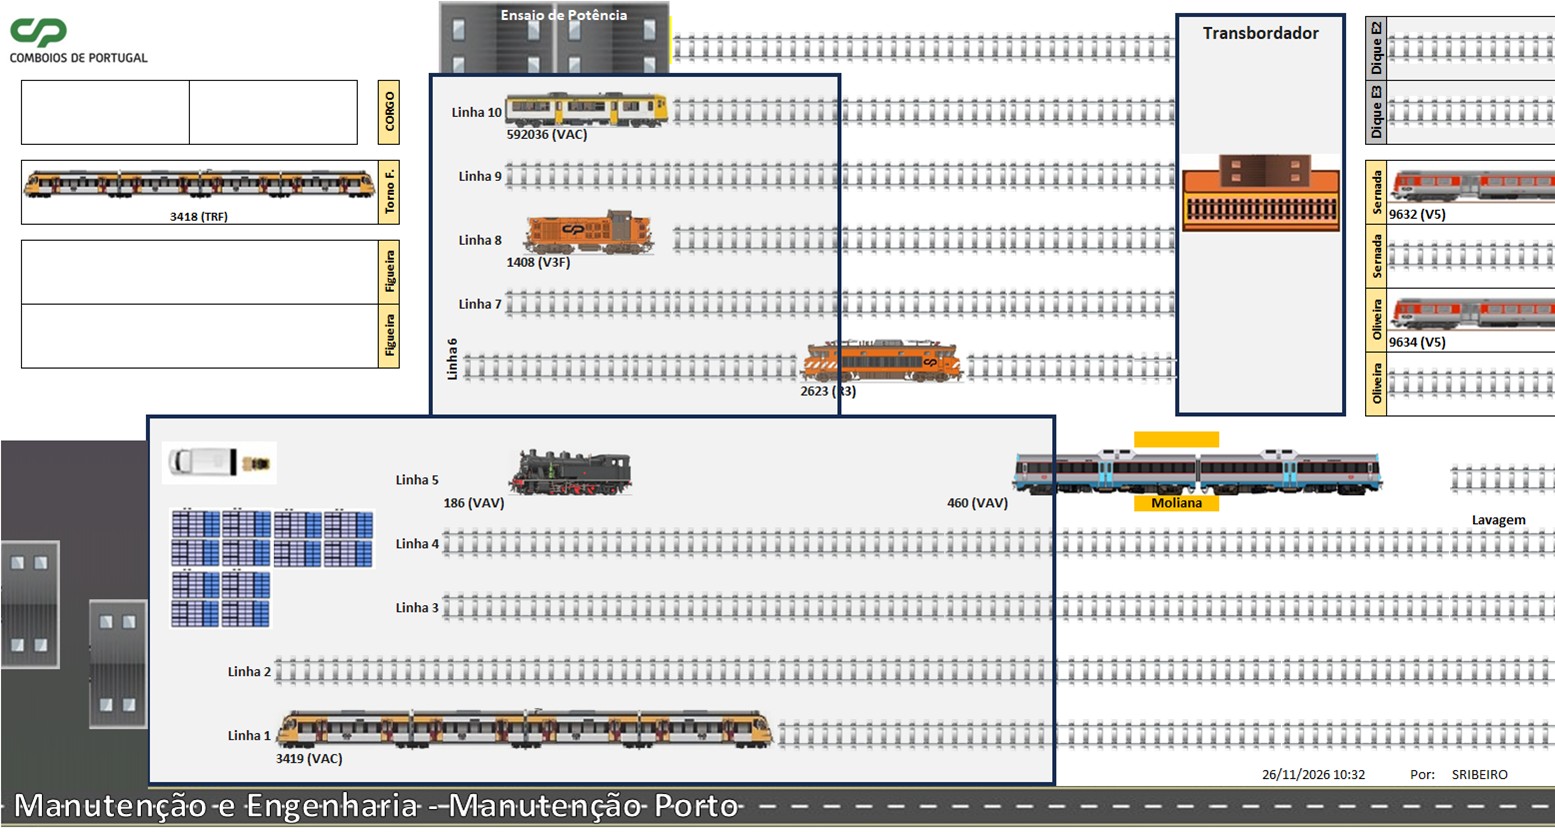 Ensaio de Potência
Transbordador
Dique E2
Dique E3
COMBOIOS DE PORTUGAL
CORGO
Linha 10
592036 (VAC)
Torno F.
3418 (TRF)
Linha 9
Sernada
9632 (V5)
Linha 8
1408 (V3F)
Sernada
Figueira
Linha 7
Oliveira
9634 (V5)
Figueira
Linha 6
2623 (R3)
Oliveira
Linha 5
186 (VAV)
460 (VAV)
Moliana
Lavagem
Linha 4
Linha 3
Linha 2
Linha 1
3419 (VAC)
26/11/2026 10:32 Por: SRIBEIRO
Manutenção e Engenharia - Manutenção Porto